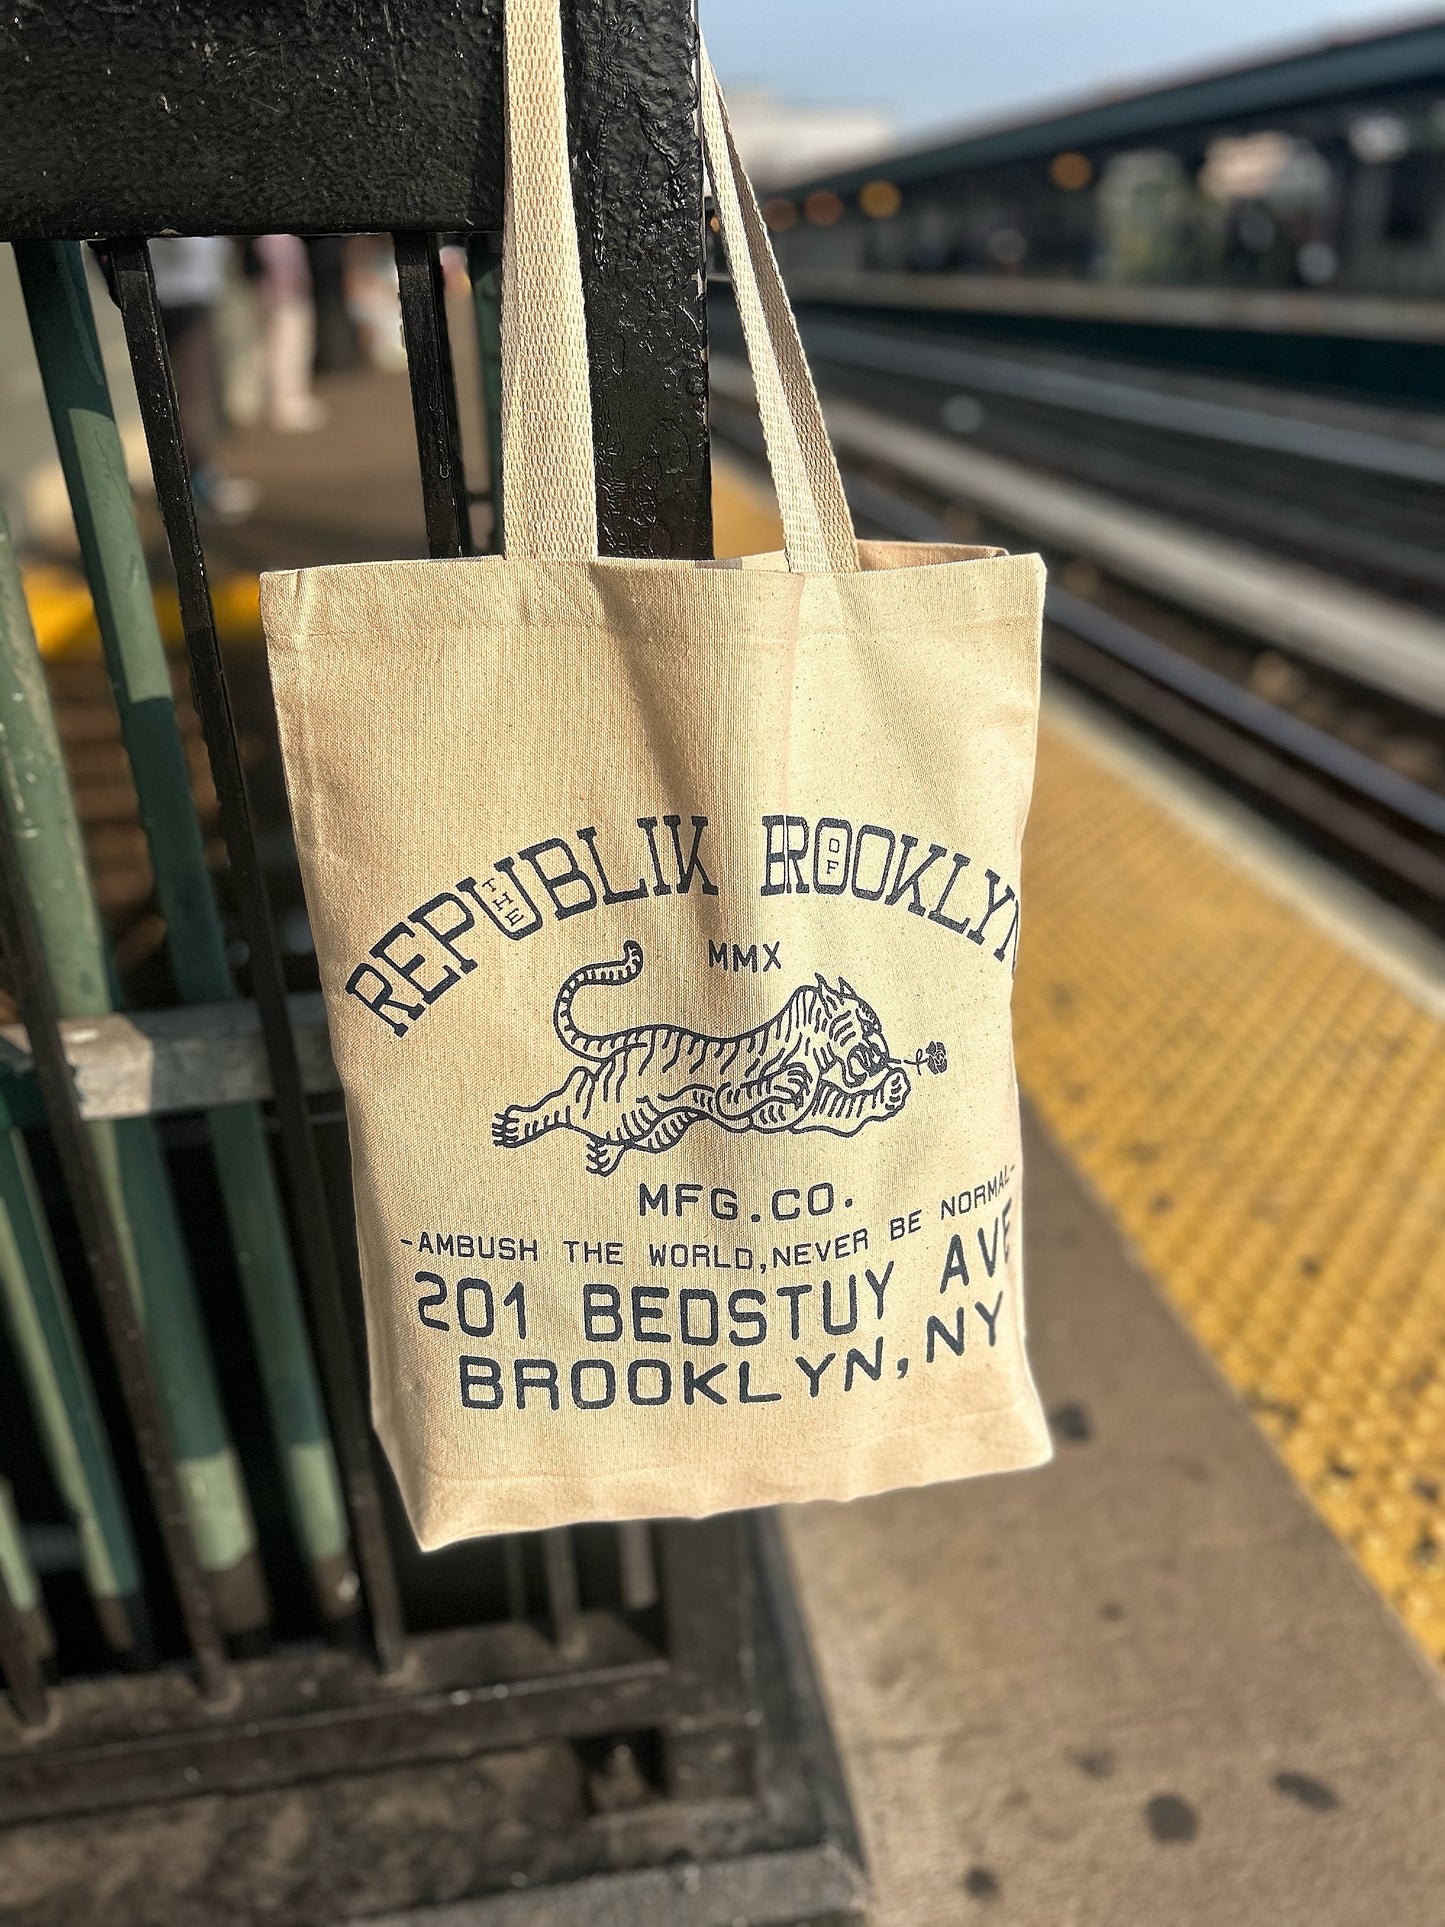 THE REPUBLIK OF BROOKLYN
MMX
MFG.CO.
-AMBUSH THE WORLD,NEVER BE NORMAL-
201 BEDSTUY AVE
BROOKLYN,NY